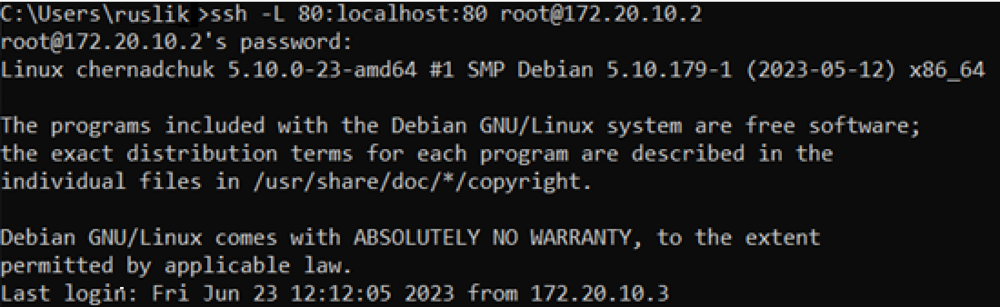 C:\Users\ruslik >ssh -L 80:localhost:80 root@172.20.10.2
root@172.20.10.2's password:
Linux chernadchuk 5.10.0-23-amd64 #1 SMP Debian 5.10.179-1 (2023-05-12) x86_64
The programs included with the Debian GNU/Linux system are free software;
the exact distribution terms for each program are described in the
individual files in /usr/share/doc/*/copyright.
Debian GNU/Linux comes with ABSOLUTELY NO WARRANTY, to the extent
permitted by applicable law.
Last login: Fri Jun 23 12:12:05 2023 from 172.20.10.3